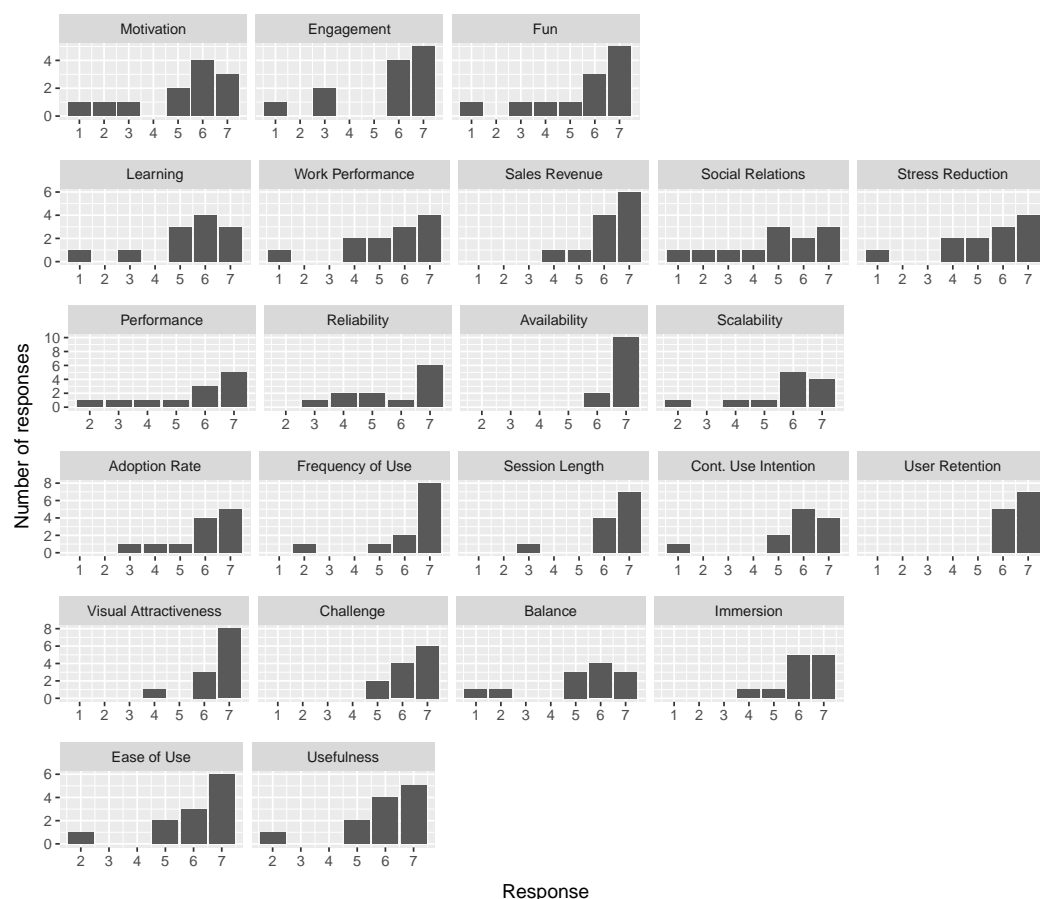 Motivation Engagement Fun
4
2
0
1 2 3 4 5 6 7 1 2 3 4 5 6 7 1 2 3 4 5 6 7
Learning Work Performance Sales Revenue Social Relations Stress Reduction
6
4
2
0
1 2 3 4 5 6 7 1 2 3 4 5 6 7 1 2 3 4 5 6 7 1 2 3 4 5 6 7 1 2 3 4 5 6 7
Performance Reliability Availability Scalability
10
8
6
4
2
0
2 3 4 5 6 7 2 3 4 5 6 7 2 3 4 5 6 7 2 3 4 5 6 7
Number of responses
Adoption Rate Frequency of Use Session Length Cont. Use Intention User Retention
8
6
4
2
0
1 2 3 4 5 6 7 1 2 3 4 5 6 7 1 2 3 4 5 6 7 1 2 3 4 5 6 7 1 2 3 4 5 6 7
Visual Attractiveness Challenge Balance Immersion
8
6
4
2
0
1 2 3 4 5 6 7 1 2 3 4 5 6 7 1 2 3 4 5 6 7 1 2 3 4 5 6 7
Ease of Use Usefulness
6
4
2
0
2 3 4 5 6 7 2 3 4 5 6 7
Response